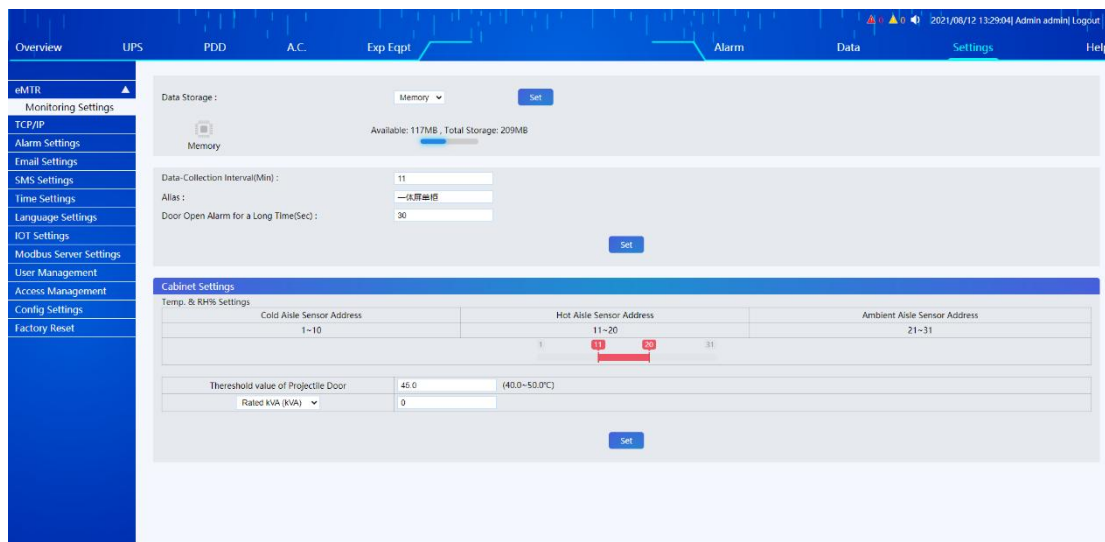 0 0 2021/08/12 13:29:04| Admin admin| Logout
Overview UPS PDD A.C. Exp Eqpt Alarm Data Settings Hel
eMTR
Monitoring Settings
TCP/IP
Alarm Settings
Email Settings
SMS Settings
Time Settings
Language Settings
IOT Settings
Modbus Server Settings
User Management
Access Management
Config Settings
Factory Reset
Data Storage : Memory Set
Memory Available: 117MB , Total Storage: 209MB
Data-Collection Interval(Min) : 11
Alias : 一体屏单柜
Door Open Alarm for a Long Time(Sec) : 30
Set
Cabinet Settings
Temp. & RH% Settings
Cold Aisle Sensor Address Hot Aisle Sensor Address Ambient Aisle Sensor Address
1~10 11~20 21~31
1 11 20 31
Thereshold value of Projectile Door 45.0 (40.0~50.0℃)
Rated kVA (kVA) 0
Set